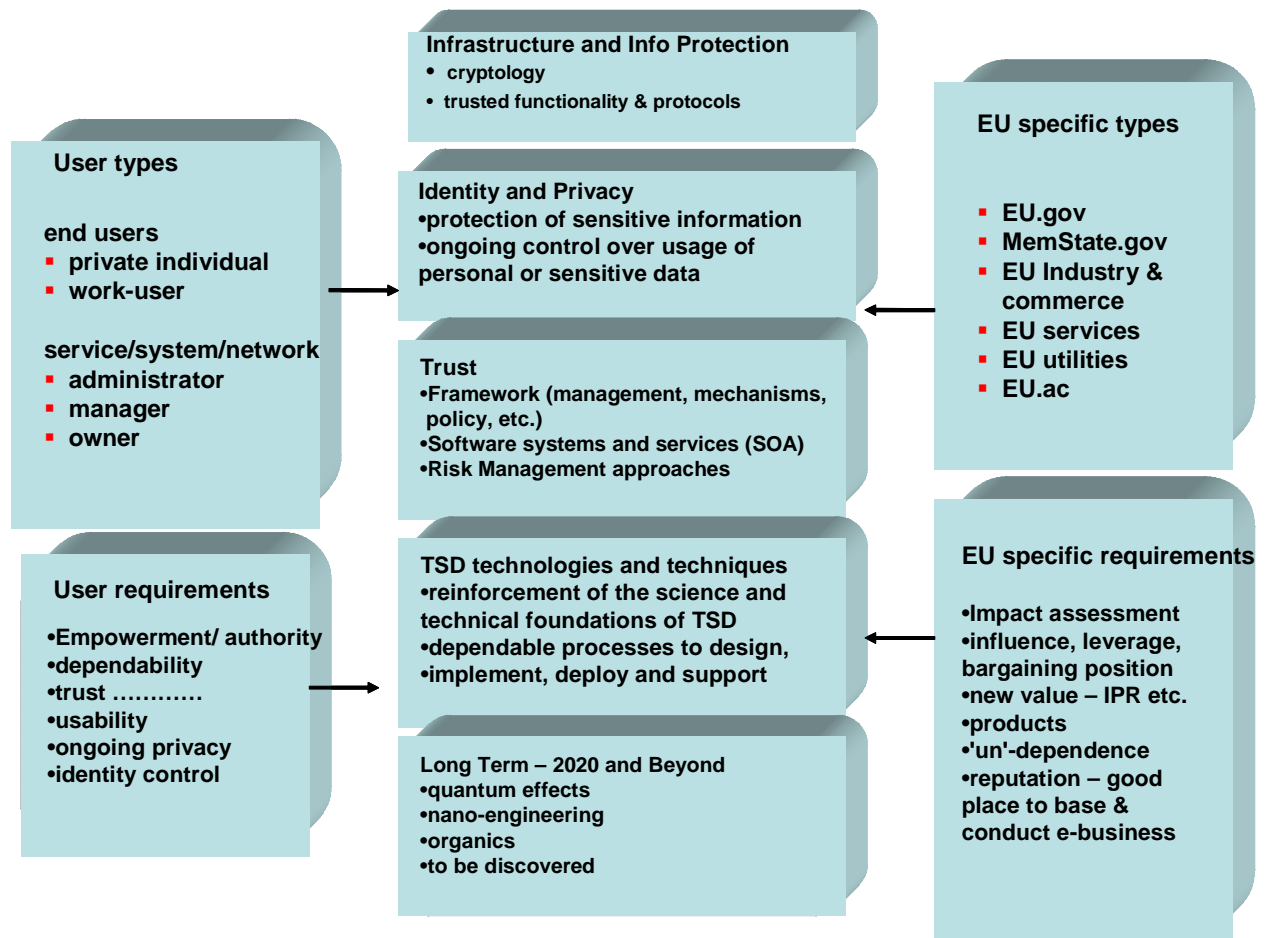 Infrastructure and Info Protection
• cryptology
• trusted functionality & protocols
User types
end users
▪ private individual
▪ work-user
service/system/network
▪ administrator
▪ manager
▪ owner
Identity and Privacy
•protection of sensitive information
•ongoing control over usage of
personal or sensitive data
EU specific types
▪ EU.gov
▪ MemState.gov
▪ EU Industry &
commerce
▪ EU services
▪ EU utilities
▪ EU.ac
Trust
•Framework (management, mechanisms,
policy, etc.)
•Software systems and services (SOA)
•Risk Management approaches
User requirements
•Empowerment/ authority
•dependability
•trust …………
•usability
•ongoing privacy
•identity control
TSD technologies and techniques
•reinforcement of the science and
technical foundations of TSD
•dependable processes to design,
•implement, deploy and support
EU specific requirements
•Impact assessment
•influence, leverage,
bargaining position
•new value – IPR etc.
•products
•'un'-dependence
•reputation – good
place to base &
conduct e-business
Long Term – 2020 and Beyond
•quantum effects
•nano-engineering
•organics
•to be discovered